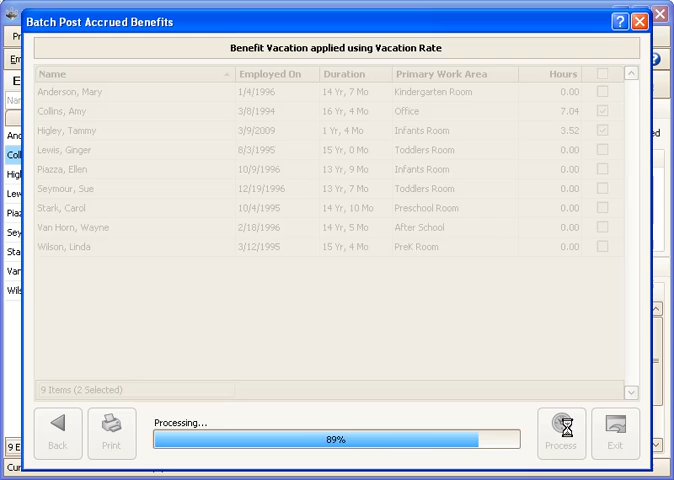 Batch Post Accrued Benefits
Benefit Vacation applied using Vacation Rate
Name Employed On Duration Primary Work Area Hours
Anderson, Mary 1/4/1996 14 Yr, 7 Mo Kindergarten Room 0.00
Collins, Amy 3/8/1994 16 Yr, 4 Mo Office 7.04
Higley, Tammy 3/9/2009 1 Yr, 4 Mo Infants Room 3.52
Lewis, Ginger 8/3/1995 15 Yr, 0 Mo Toddlers Room 0.00
Piazza, Ellen 10/9/1996 13 Yr, 9 Mo Infants Room 0.00
Seymour, Sue 12/19/1996 13 Yr, 7 Mo Toddlers Room 0.00
Stark, Carol 10/4/1995 14 Yr, 10 Mo Preschool Room 0.00
Van Horn, Wayne 2/18/1996 14 Yr, 5 Mo After School 0.00
Wilson, Linda 3/12/1995 15 Yr, 4 Mo PreK Room 0.00
9 Items (2 Selected)
Back
Print
Processing...
89%
Process
Exit